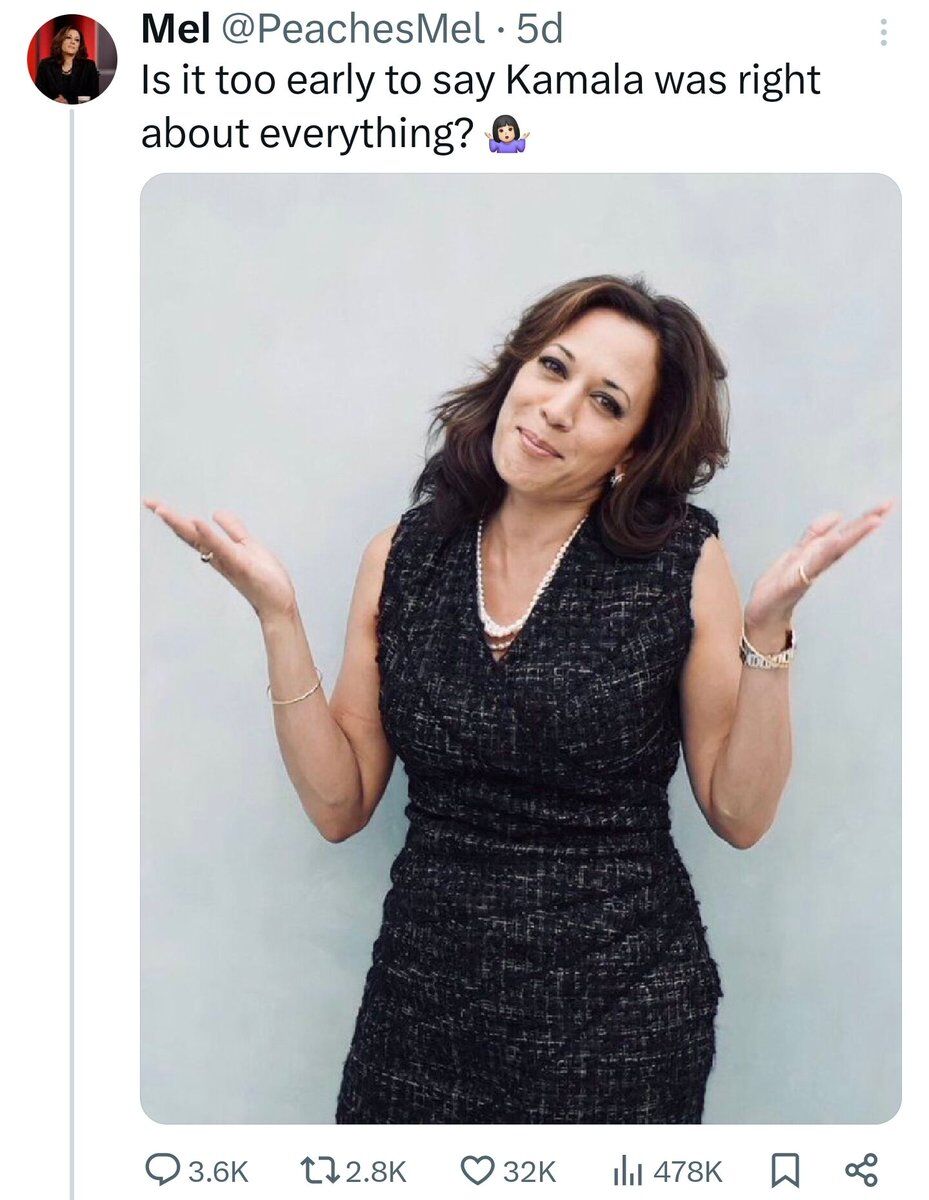 Mel @PeachesMel · 5d
Is it too early to say Kamala was right
about everything? 🤷🏻‍♀️
3.6K 2.8K 32K 478K